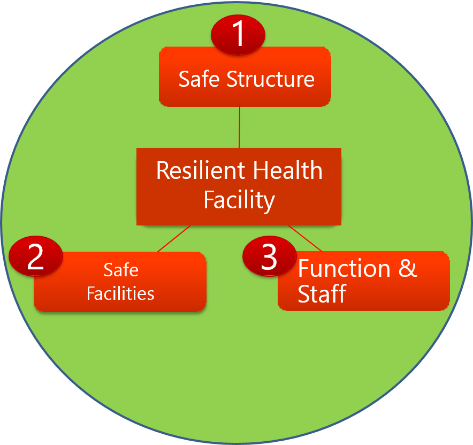 1
Safe Structure
Resilient Health
Facility
2
Safe
Facilities
3
Function &
Staff